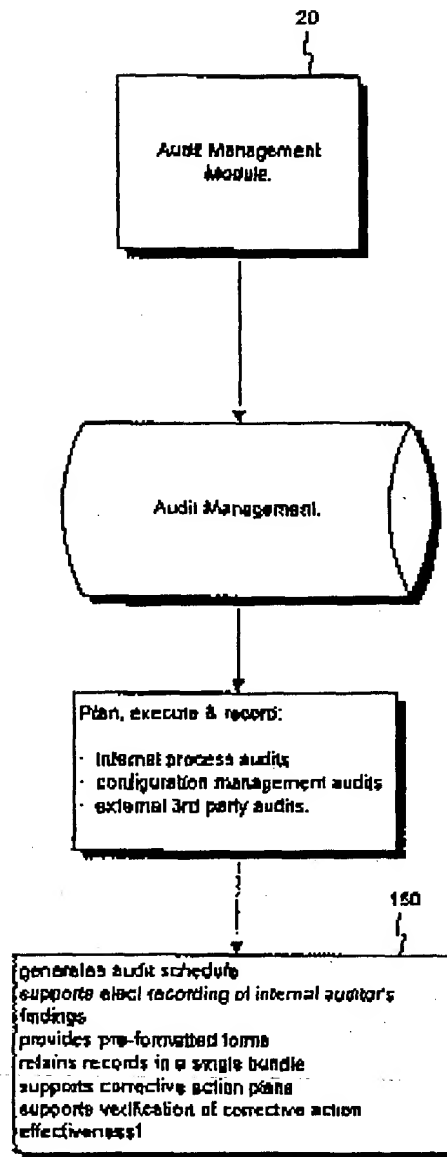 20
Audit Management
Module.
Audit Management.
Plan, execute & record:
· internal process audits
· configuration management audits
· external 3rd party audits.
150
generates audit schedule
supports elect recording of internal auditor's
findings
provides pre-formatted forms
retains records in a single bundle
supports corrective action plans
supports verification of corrective action
effectiveness!